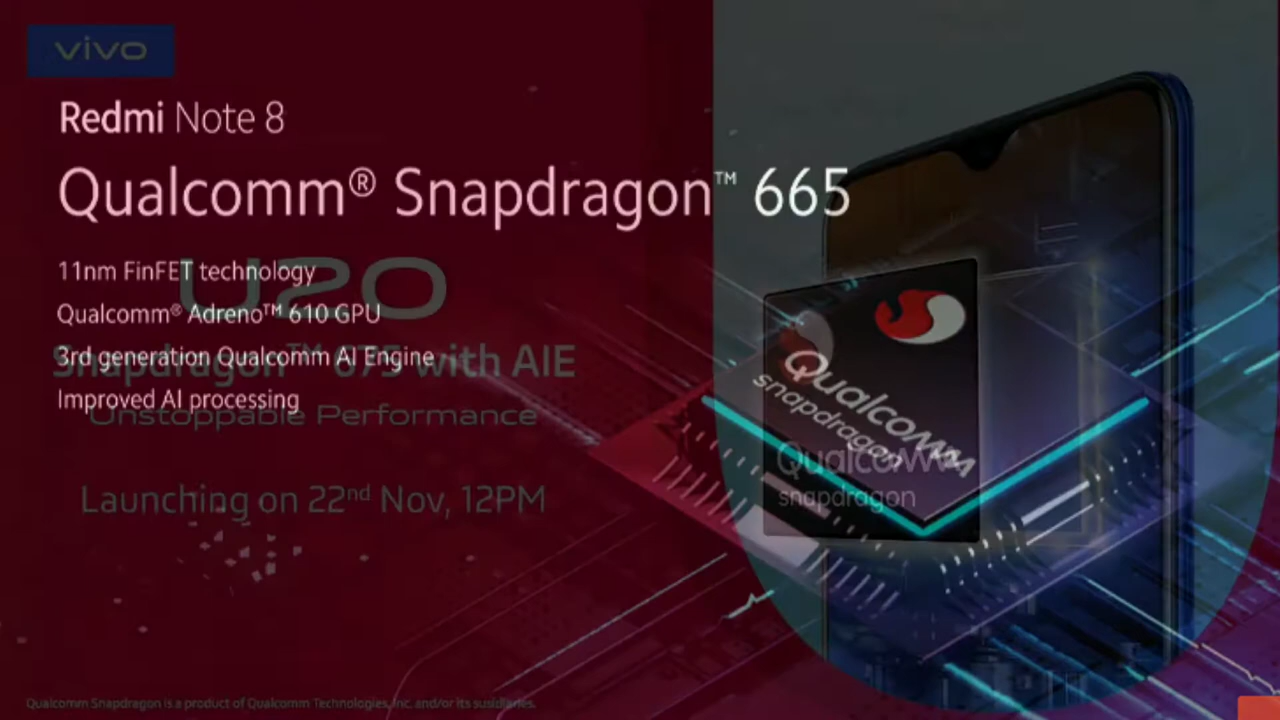 vivo
Redmi Note 8
Qualcomm® Snapdragon™ 665
11nm FinFET technology
U20
Qualcomm® Adreno™ 610 GPU
3rd generation Qualcomm AI Engine
Snapdragon™ 675 with AIE
Improved AI processing
Unstoppable Performance
Launching on 22nd Nov, 12PM
Qualcomm
snapdragon
Qualcomm
snapdragon
Qualcomm Snapdragon is a product of Qualcomm Technologies, Inc. and/or its susidiaries.